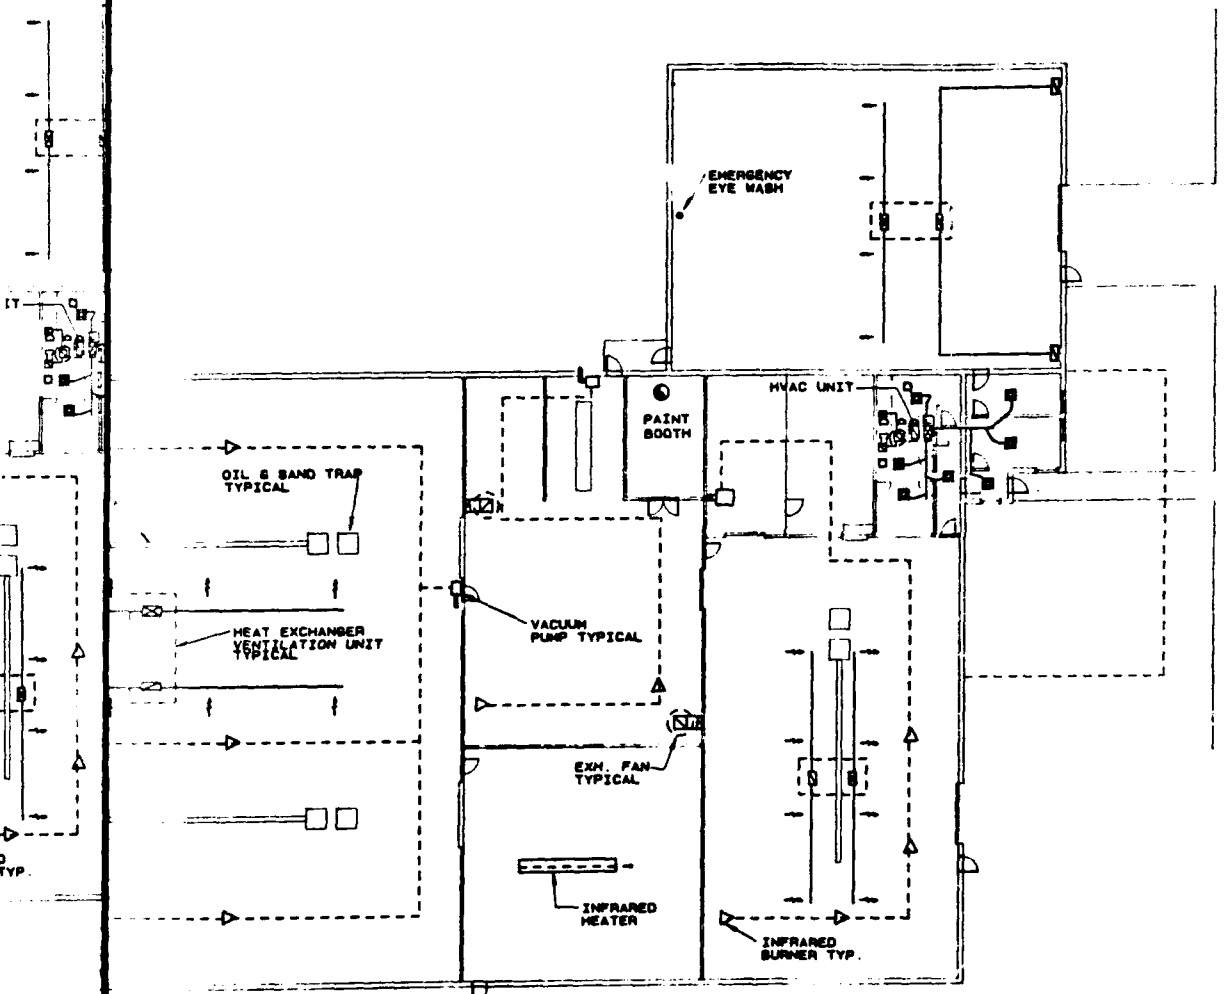 EMERGENCY
EYE WASH
IT
HVAC UNIT
PAINT
BOOTH
OIL & SAND TRAP
TYPICAL
VACUUM
PUMP TYPICAL
HEAT EXCHANGER
VENTILATION UNIT
TYPICAL
EXH. FAN
TYPICAL
TYP.
INFRARED
HEATER
INFRARED
BURNER TYP.